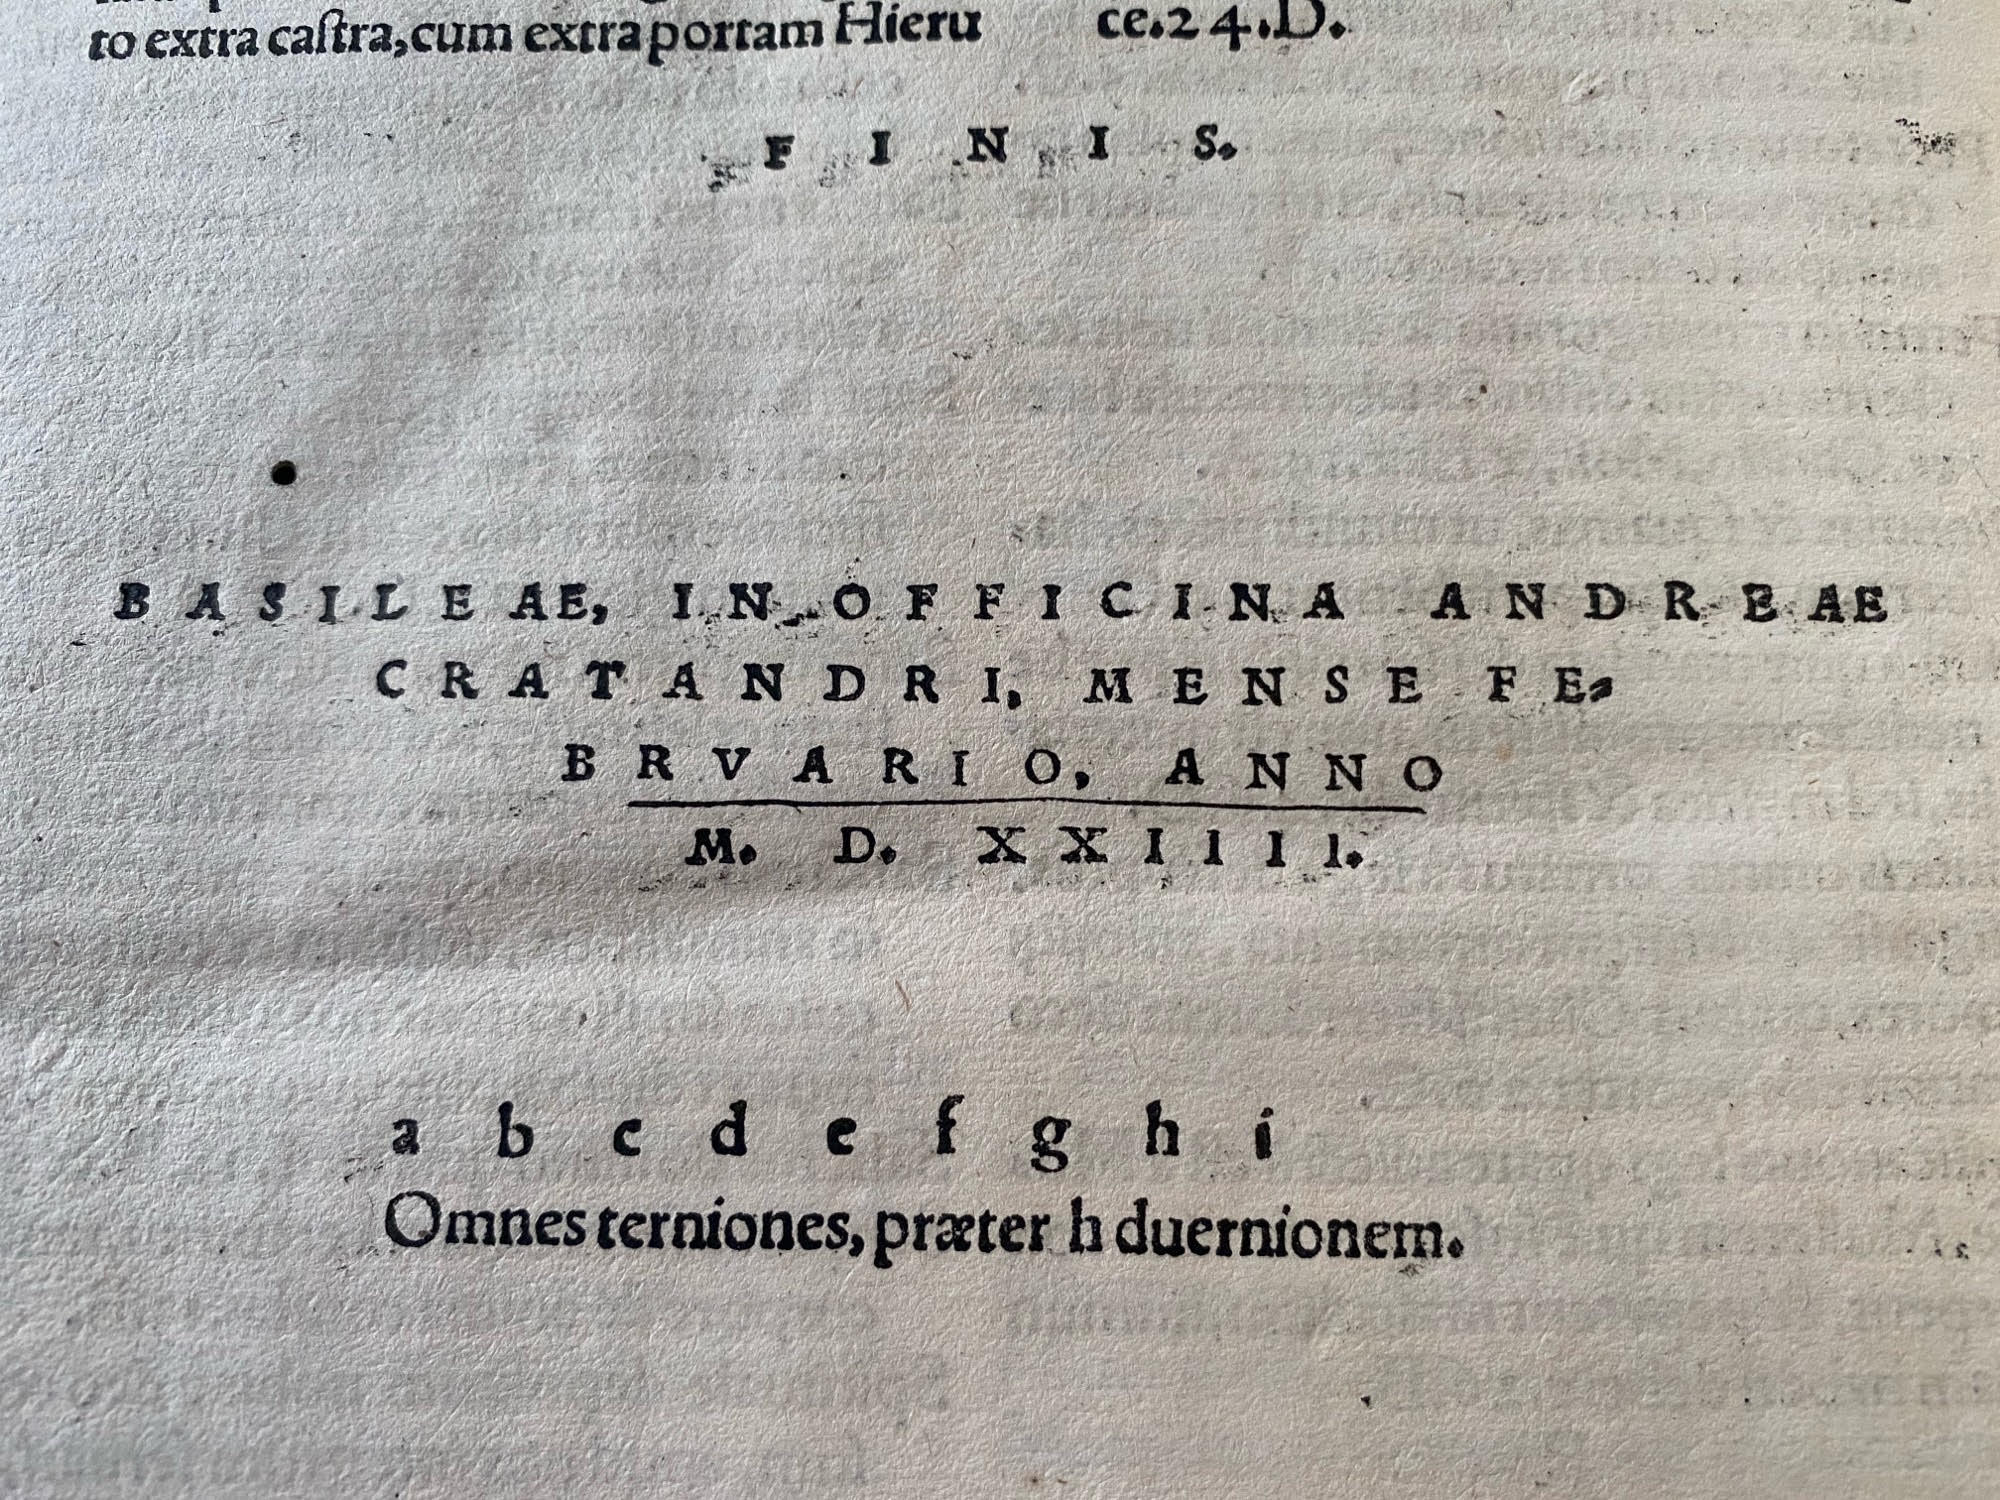 to extra caſtra, cum extra portam Hieru
ce.24.D.
FINIS.
BASILEAE, IN OFFICINA ANDREAE
CRATANDRI, MENSE FE-
BRVARIO, ANNO
M. D. XXIIII.
a b c d e f g h i
Omnes terniones, præter h duernionem.